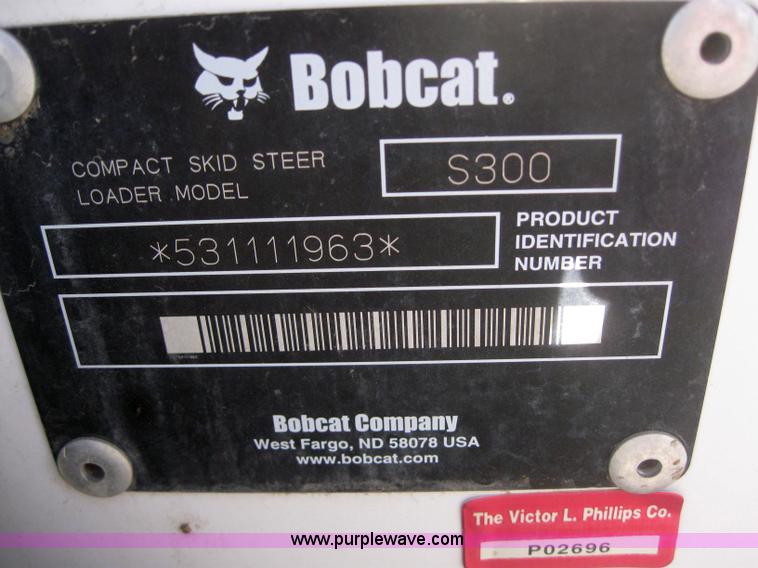 Bobcat.®
COMPACT SKID STEER
LOADER MODEL
S300
*531111963*
PRODUCT
IDENTIFICATION
NUMBER
Bobcat Company
West Fargo, ND 58078 USA
www.bobcat.com
The Victor L. Phillips Co.
P02696
www.purplewave.com